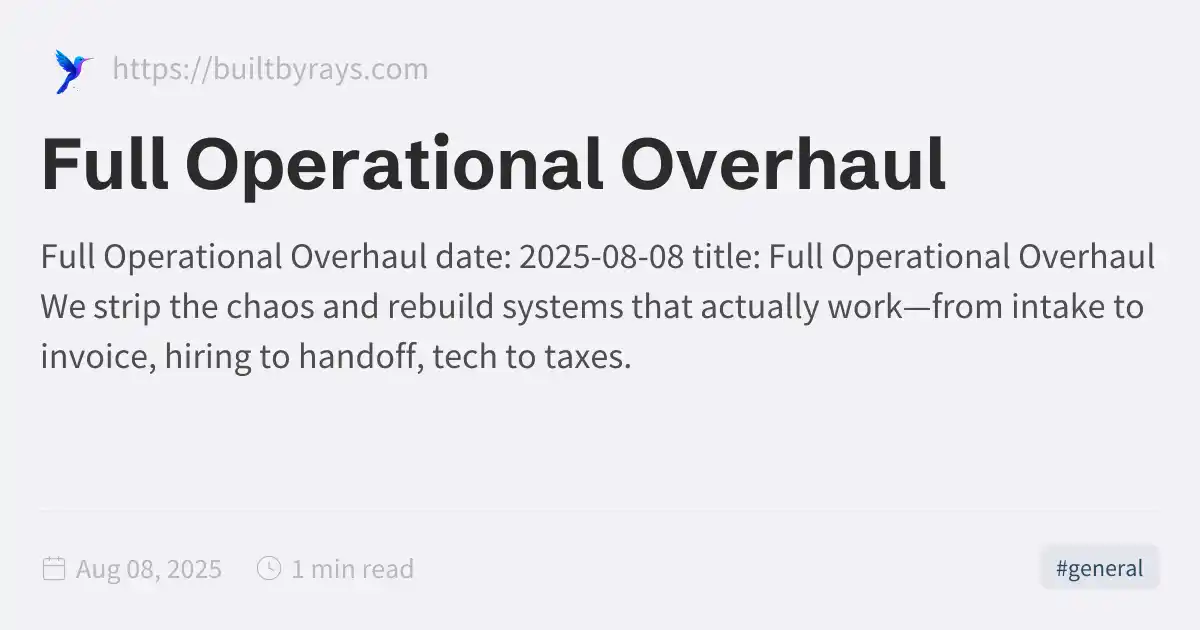 https://builtbyrays.com
Full Operational Overhaul
Full Operational Overhaul date: 2025-08-08 title: Full Operational Overhaul
We strip the chaos and rebuild systems that actually work—from intake to
invoice, hiring to handoff, tech to taxes.
Aug 08, 2025
1 min read
#general